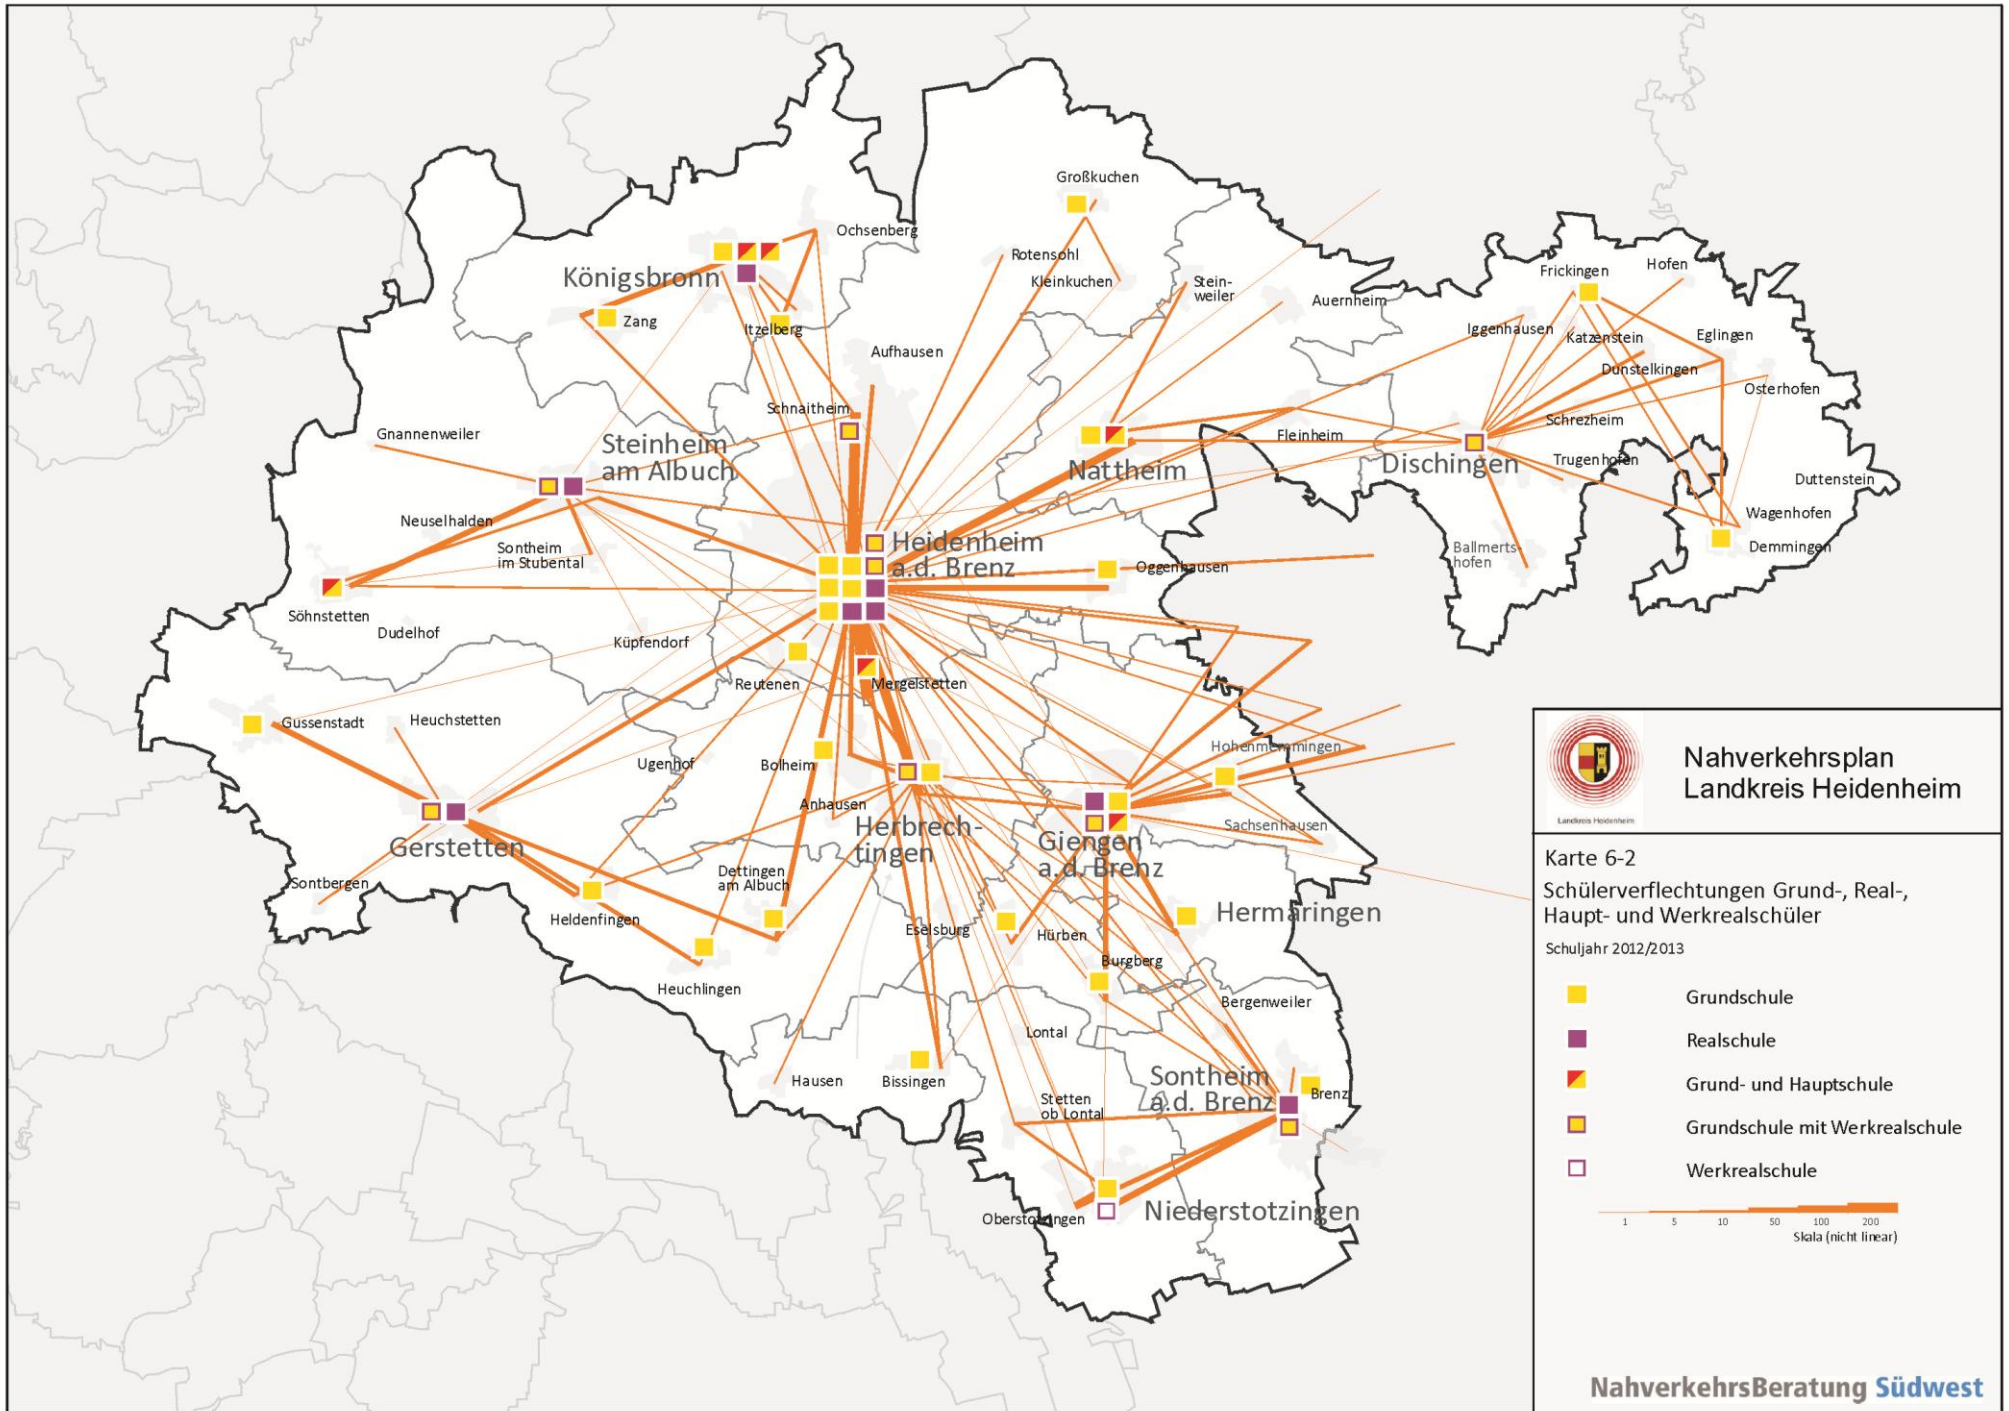 Großkuchen
Ochsenberg
Rotensohl
Königsbronn
Kleinkuchen
Stein-
weiler
Auernheim
Frickingen
Hofen
Zang
Itzelberg
Iggenhausen
Katzenstein
Eglingen
Aufhausen
Dunstelkingen
Osterhofen
Schnaitheim
Schrezheim
Gnannenweiler
Steinheim
am Albuch
Fleinheim
Nattheim
Dischingen
Trugenhofen
Duttenstein
Neuselhalden
Wagenhofen
Sontheim
im Stubental
Heidenheim
a.d. Brenz
Ballmerts-
hofen
Demmingen
Oggenhausen
Söhnstetten
Dudelhof
Küpfendorf
Reutenen
Mergelstetten
Gussenstadt
Heuchstetten
Ugenhof
Bolheim
Hohenmemmingen
Anhausen
Herbrech-
tingen
Gerstetten
Giengen
a.d. Brenz
Sachsenhausen
Sontbergen
Dettingen
am Albuch
Heldenfingen
Eselsburg
Hürben
Hermaringen
Burgberg
Heuchlingen
Bergenweiler
Lontal
Hausen
Bissingen
Sontheim
a.d. Brenz
Brenz
Stetten
ob Lontal
Oberstotzingen
Niederstotzingen
Landkreis Heidenheim
Nahverkehrsplan
Landkreis Heidenheim
Karte 6-2
Schülerverflechtungen Grund-, Real-,
Haupt- und Werkrealschüler
Schuljahr 2012/2013
Grundschule
Realschule
Grund- und Hauptschule
Grundschule mit Werkrealschule
Werkrealschule
1 5 10 50 100 200
Skala (nicht linear)
NahverkehrsBeratung Südwest